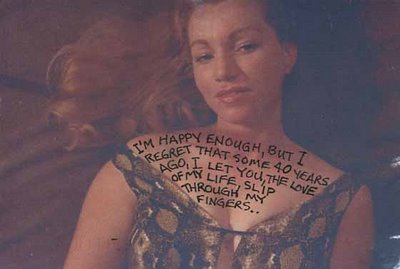 I'M HAPPY ENOUGH, BUT I
REGRET THAT SOME 40 YEARS
AGO, I LET YOU, THE LOVE
OF MY LIFE, SLIP
THROUGH MY
FINGERS..